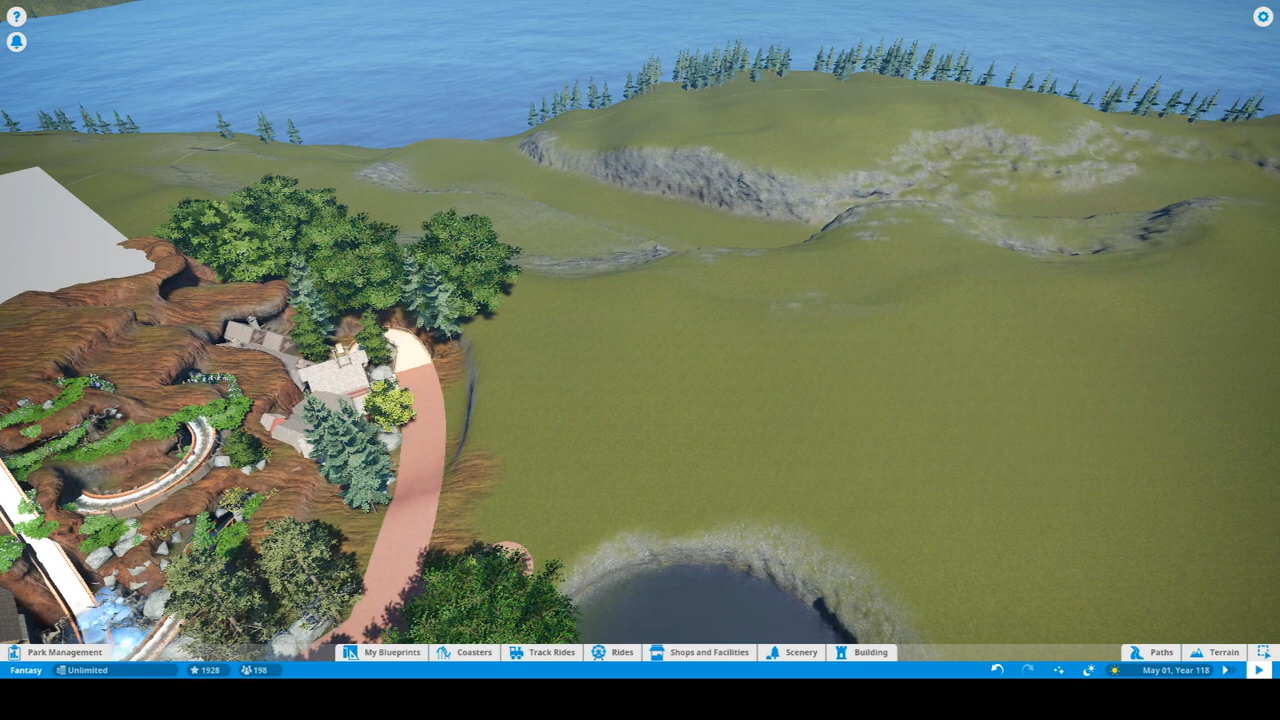 ?
Park Management
My Blueprints
Coasters
Track Rides
Rides
Shops and Facilities
Scenery
Building
Paths
Terrain
Fantasy
Unlimited
1928
198
May 01, Year 118